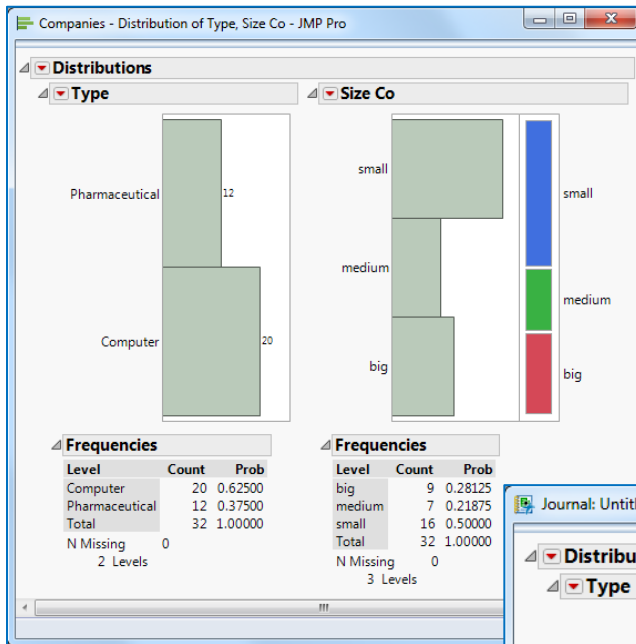 Companies - Distribution of Type, Size Co - JMP Pro
Distributions
Type
Pharmaceutical
12
Computer
20
Frequencies
Level Count Prob
Computer 20 0.62500
Pharmaceutical 12 0.37500
Total 32 1.00000
N Missing 0
2 Levels
Size Co
small
medium
big
small
medium
big
Frequencies
Level Count Prob
big 9 0.28125
medium 7 0.21875
small 16 0.50000
Total 32 1.00000
N Missing 0
3 Levels
Journal: Untit
Distribu
Type